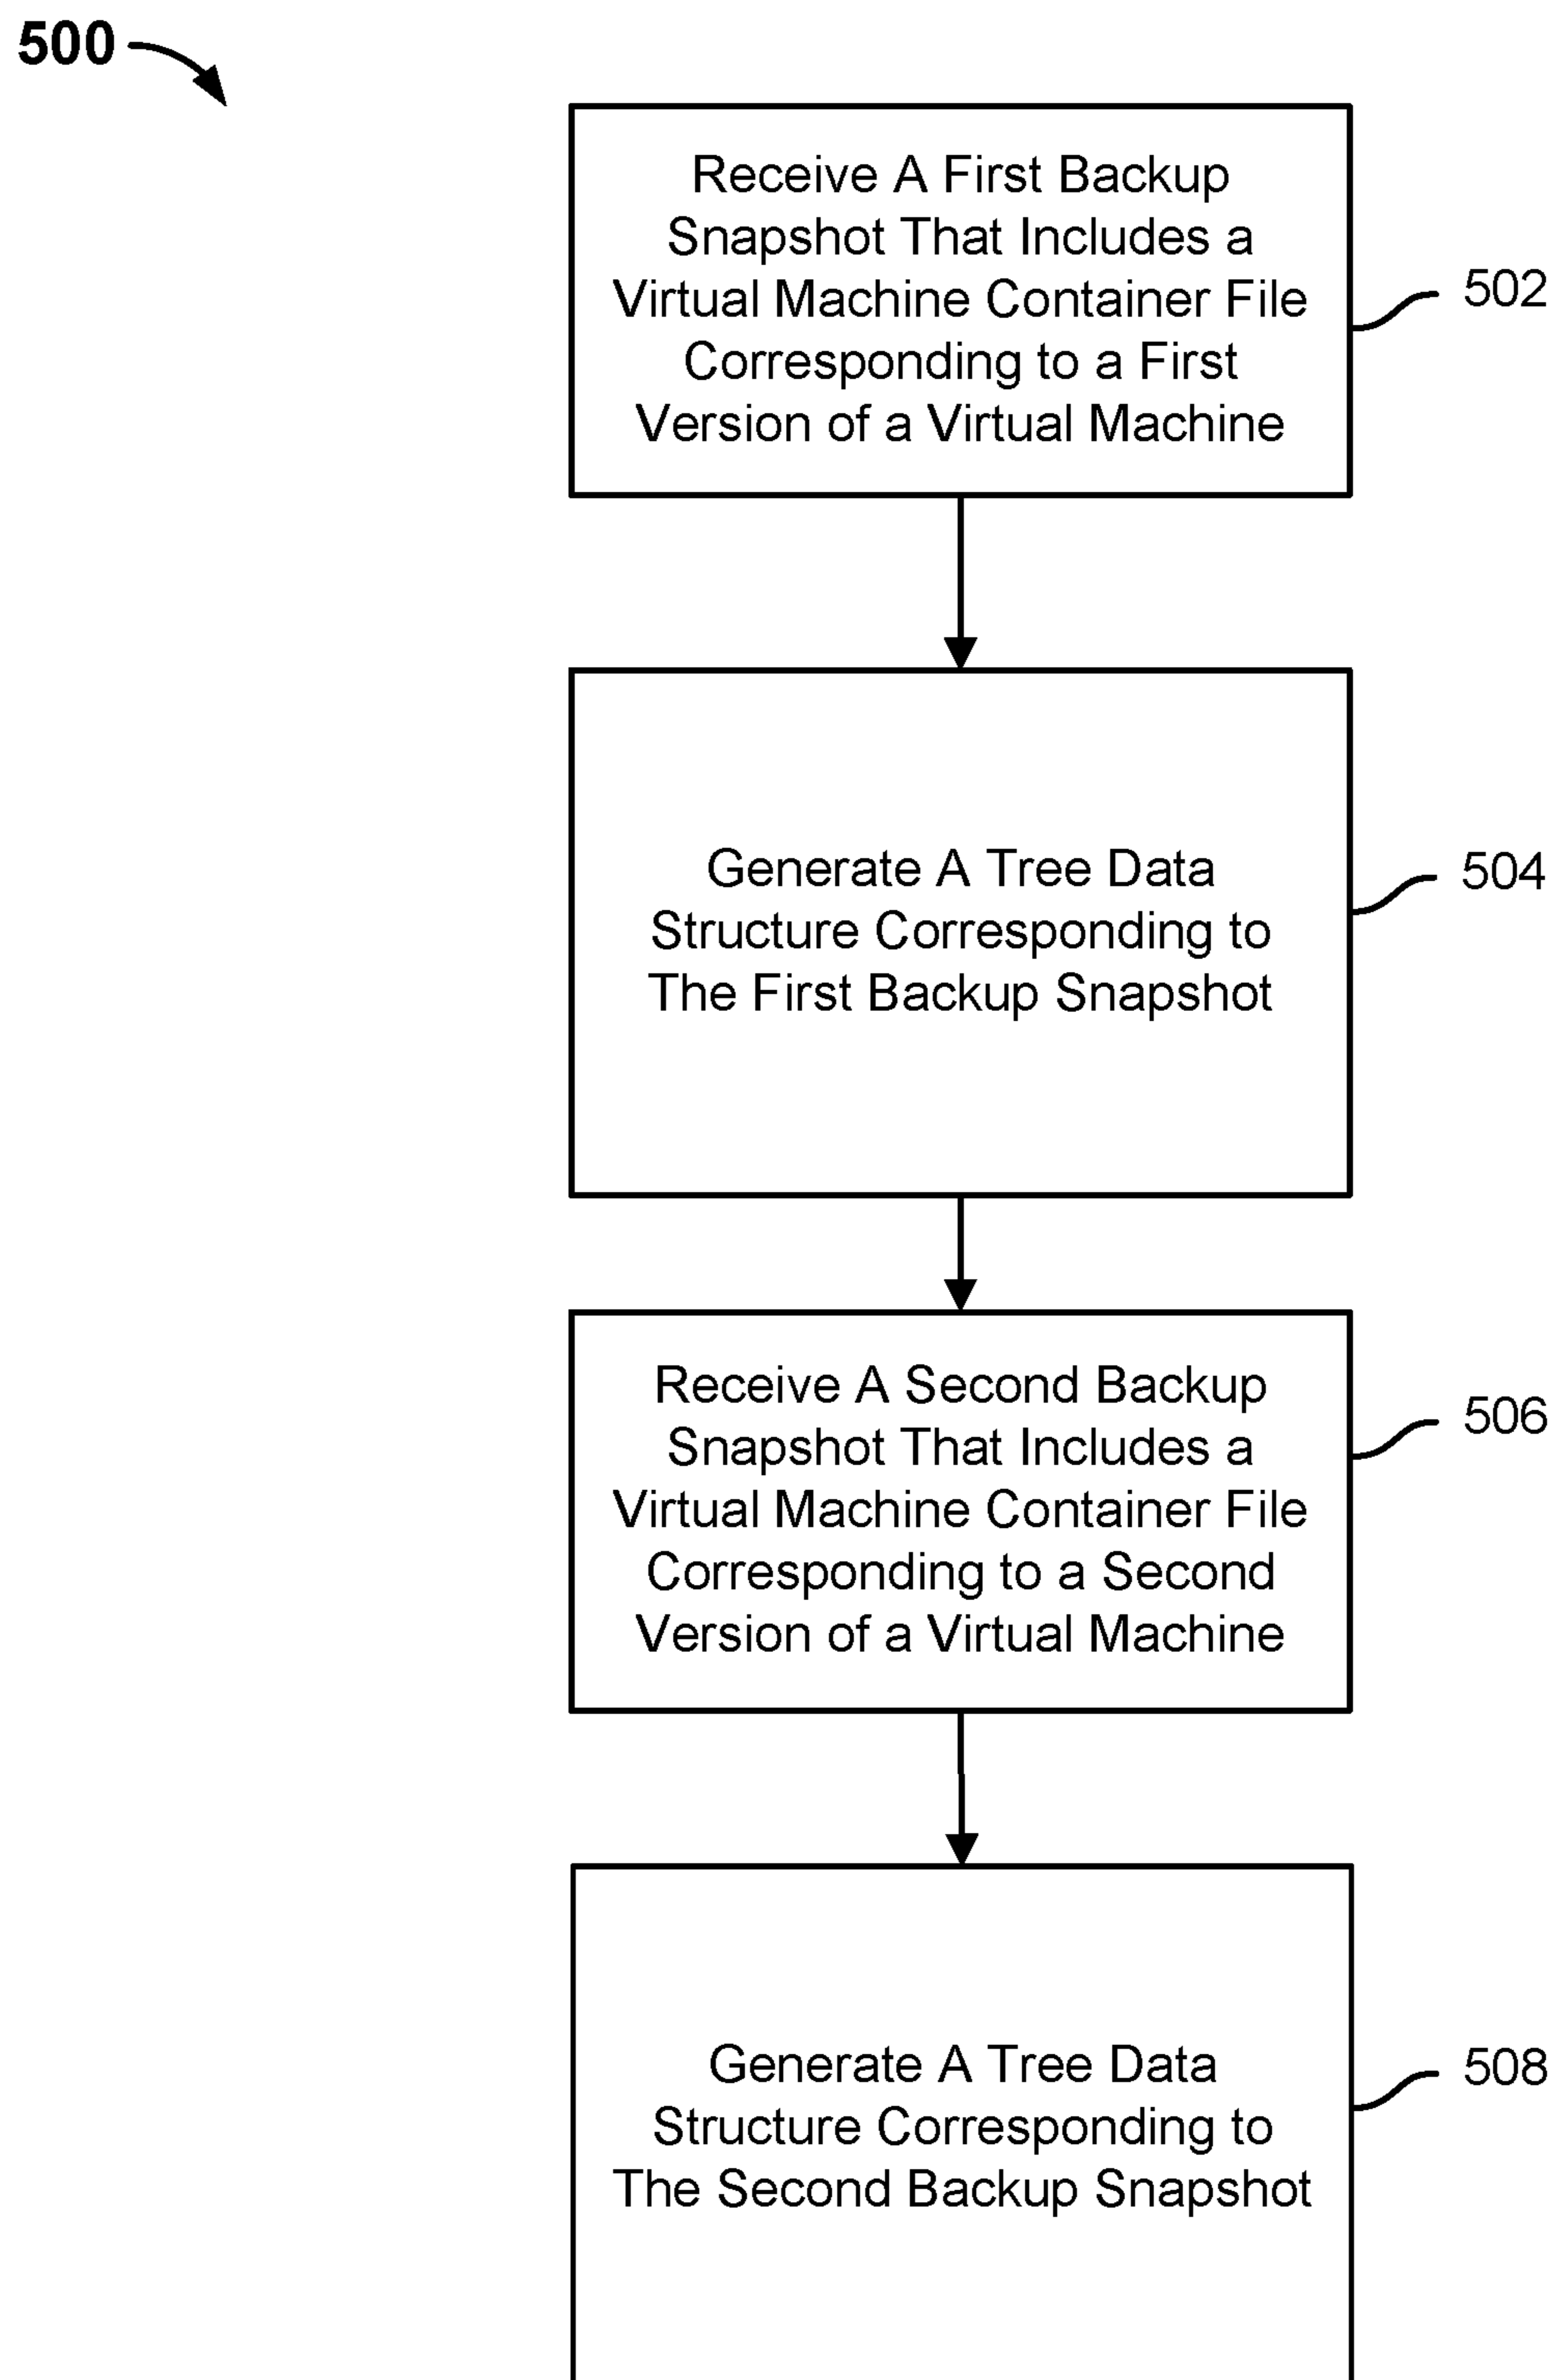 500
Receive A First Backup
Snapshot That Includes a
Virtual Machine Container File
Corresponding to a First
Version of a Virtual Machine
502
Generate A Tree Data
Structure Corresponding to
The First Backup Snapshot
504
Receive A Second Backup
Snapshot That Includes a
Virtual Machine Container File
Corresponding to a Second
Version of a Virtual Machine
506
Generate A Tree Data
Structure Corresponding to
The Second Backup Snapshot
508